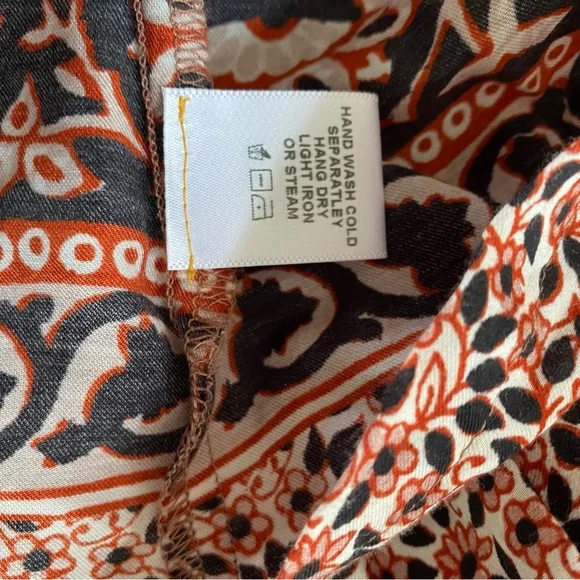 HAND WASH COLD
SEPARATLEY
HANG DRY
LIGHT IRON
OR STEAM